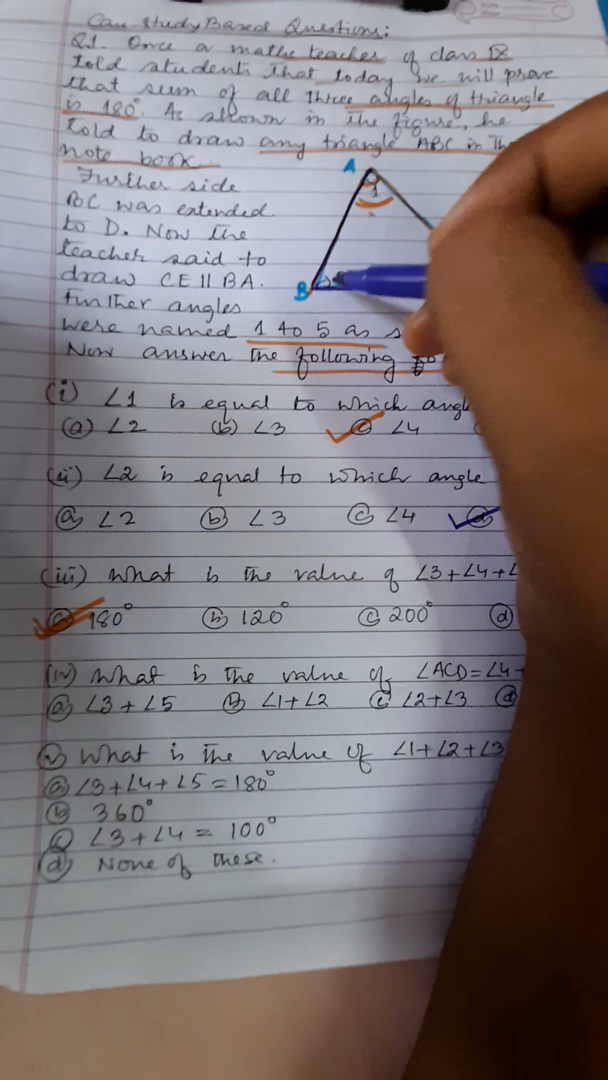 Case Study Based Questions:
Q1. Once a maths teacher of class IX
told students that today we will prove
that sum of all three angles of triangle
is 180°. As shown in the figure, he
told to draw any triangle ABC in
note book.
Further side
BC was extended
to D. Now the
teacher said to
draw CE || BA.
Further angles
were named 1 to 5 as
Now answer the following
A
1
B
(i) ∠1 is equal to which
(a) ∠2 (b) ∠3 (c) ∠4
(ii) ∠2 is equal to which angle
(a) ∠2 (b) ∠3 (c) ∠4 (d)
(iii) What is the value of ∠3+∠4+∠
(a) 180° (b) 120° (c) 200° (d)
(iv) What is the value of ∠ACD=∠4+
(a) ∠3+∠5 (b) ∠1+∠2 (c) ∠2+∠3 (d)
(v) What is the value of ∠1+∠2+∠3
(a) ∠3+∠4+∠5=180°
(b) 360°
(c) ∠3+∠4 = 100°
(d) None of these.